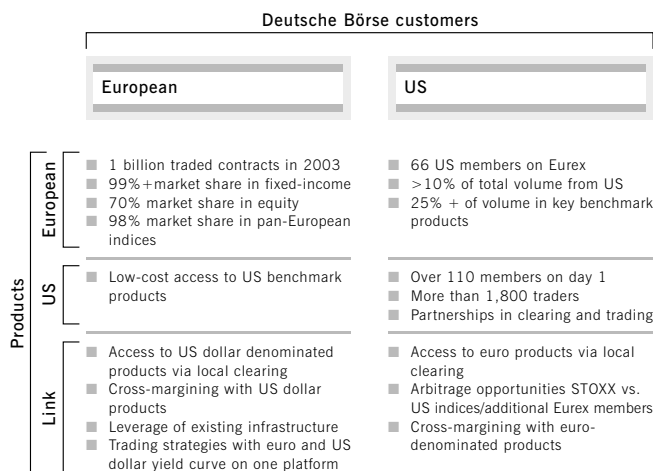 Deutsche Börse customers
European
US
Products
European
1 billion traded contracts in 2003
99%+market share in fixed-income
70% market share in equity
98% market share in pan-European
indices
66 US members on Eurex
>10% of total volume from US
25% + of volume in key benchmark
products
US
Low-cost access to US benchmark
products
Over 110 members on day 1
More than 1,800 traders
Partnerships in clearing and trading
Link
Access to US dollar denominated
products via local clearing
Cross-margining with US dollar
products
Leverage of existing infrastructure
Trading strategies with euro and US
dollar yield curve on one platform
Access to euro products via local
clearing
Arbitrage opportunities STOXX vs.
US indices/additional Eurex members
Cross-margining with euro-
denominated products